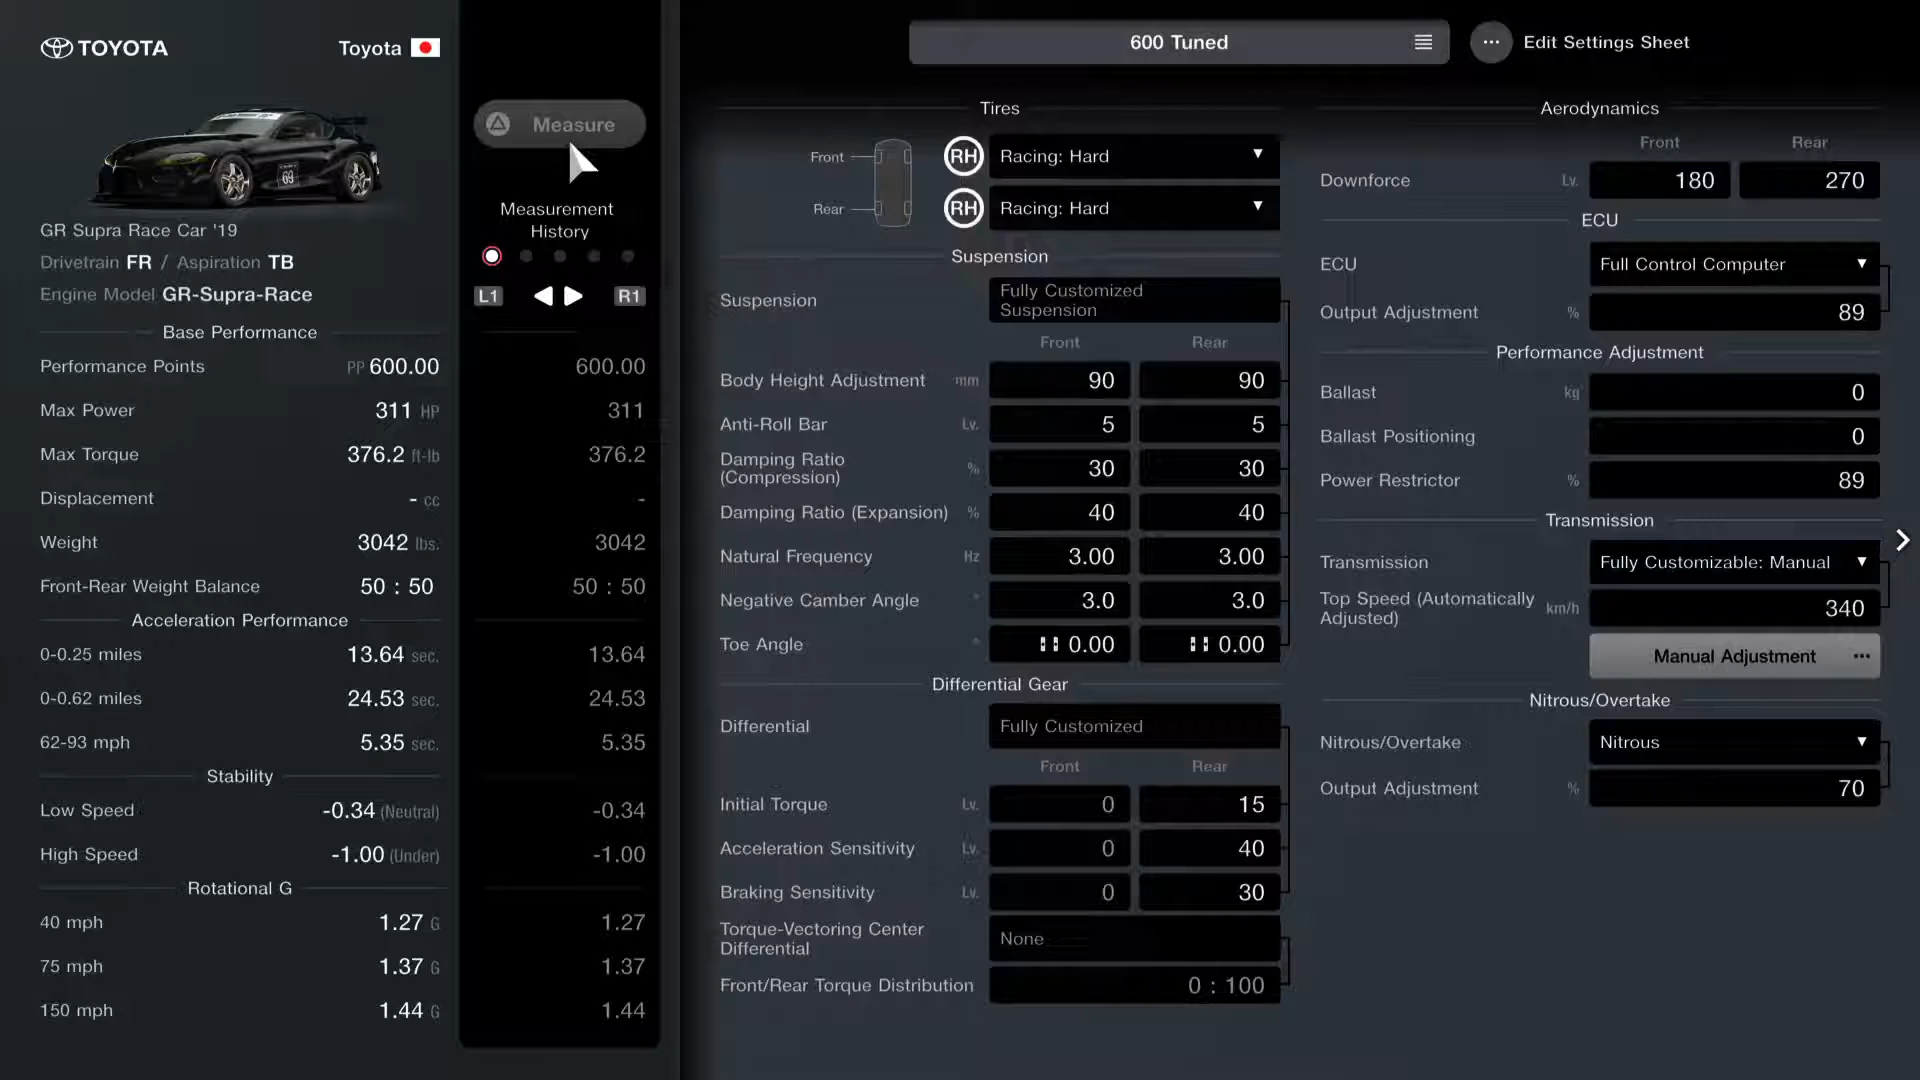 TOYOTA
Toyota
GR Supra Race Car '19
Drivetrain FR / Aspiration TB
Engine Model GR-Supra-Race
Base Performance
Performance Points PP 600.00
Max Power 311 HP
Max Torque 376.2 ft-lb
Displacement - cc
Weight 3042 lbs.
Front-Rear Weight Balance 50 : 50
Acceleration Performance
0-0.25 miles 13.64 sec.
0-0.62 miles 24.53 sec.
62-93 mph 5.35 sec.
Stability
Low Speed -0.34 (Neutral)
High Speed -1.00 (Under)
Rotational G
40 mph 1.27 G
75 mph 1.37 G
150 mph 1.44 G
Measure
Measurement
History
L1 R1
600.00
311
376.2
-
3042
50 : 50
13.64
24.53
5.35
-0.34
-1.00
1.27
1.37
1.44
600 Tuned
Edit Settings Sheet
Tires
Front RH Racing: Hard
Rear RH Racing: Hard
Suspension
Suspension Fully Customized
Suspension
Front Rear
Body Height Adjustment mm 90 90
Anti-Roll Bar Lv. 5 5
Damping Ratio
(Compression) % 30 30
Damping Ratio (Expansion) % 40 40
Natural Frequency Hz 3.00 3.00
Negative Camber Angle ° 3.0 3.0
Toe Angle ° 0.00 0.00
Differential Gear
Differential Fully Customized
Front Rear
Initial Torque Lv. 0 15
Acceleration Sensitivity Lv. 0 40
Braking Sensitivity Lv. 0 30
Torque-Vectoring Center
Differential None
Front/Rear Torque Distribution 0 : 100
Aerodynamics
Front Rear
Downforce Lv. 180 270
ECU
ECU Full Control Computer
Output Adjustment % 89
Performance Adjustment
Ballast kg 0
Ballast Positioning 0
Power Restrictor % 89
Transmission
Transmission Fully Customizable: Manual
Top Speed (Automatically
Adjusted) km/h 340
Manual Adjustment
Nitrous/Overtake
Nitrous/Overtake Nitrous
Output Adjustment % 70
69